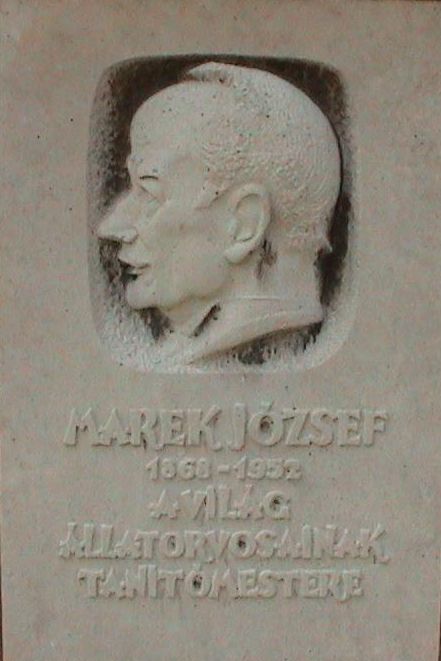 MAREK JÓZSEF
1868-1952
A VILÁG
ÁLLATORVOSAINAK
TANÍTÓMESTERE